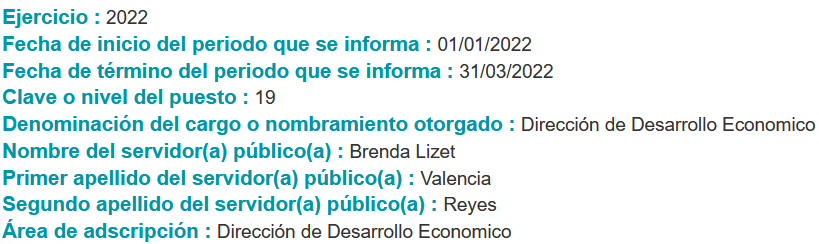 Ejercicio : 2022
Fecha de inicio del periodo que se informa : 01/01/2022
Fecha de término del periodo que se informa : 31/03/2022
Clave o nivel del puesto : 19
Denominación del cargo o nombramiento otorgado : Dirección de Desarrollo Economico
Nombre del servidor(a) público(a) : Brenda Lizet
Primer apellido del servidor(a) público(a) : Valencia
Segundo apellido del servidor(a) público(a) : Reyes
Área de adscripción : Dirección de Desarrollo Economico